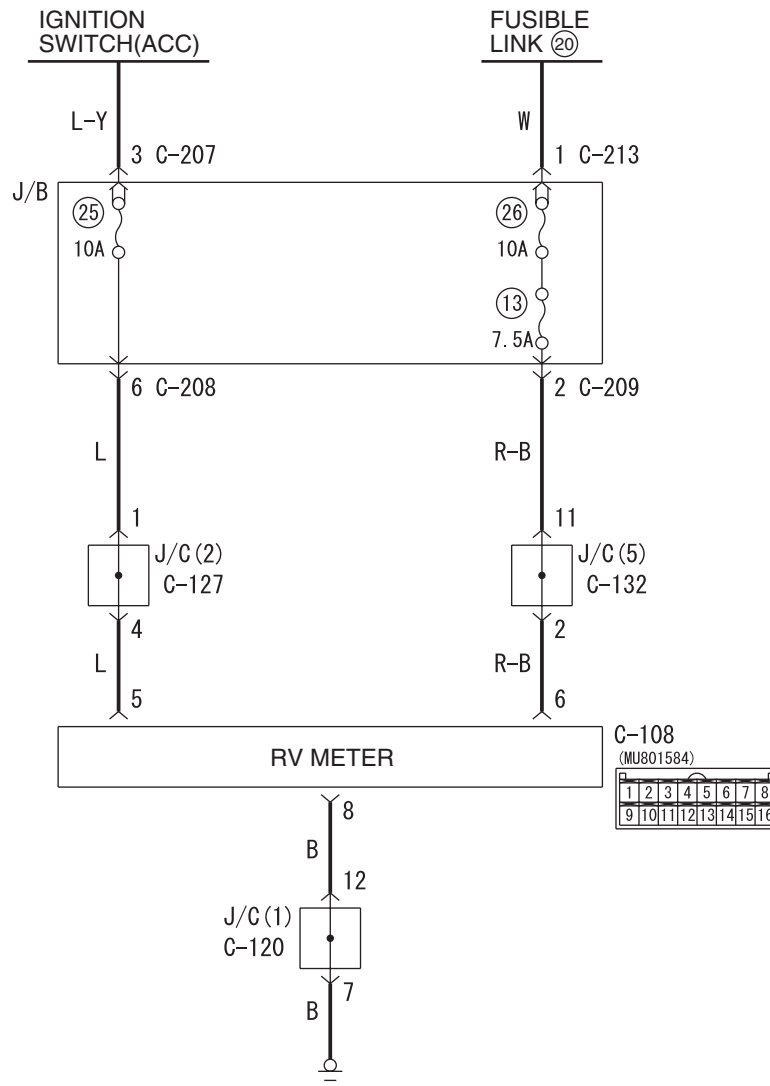 IGNITION
SWITCH(ACC)
FUSIBLE
LINK 20
L-Y
W
3 C-207
1 C-213
J/B
25
26
10A
10A
13
7.5A
6 C-208
2 C-209
L
R-B
1
11
J/C(2)
C-127
J/C(5)
C-132
4
2
L
R-B
5
6
RV METER
C-108
(MU801584)
1 2 3 4 5 6 7 8
9 10 11 12 13 14 15 16
8
B
12
J/C(1)
C-120
7
B